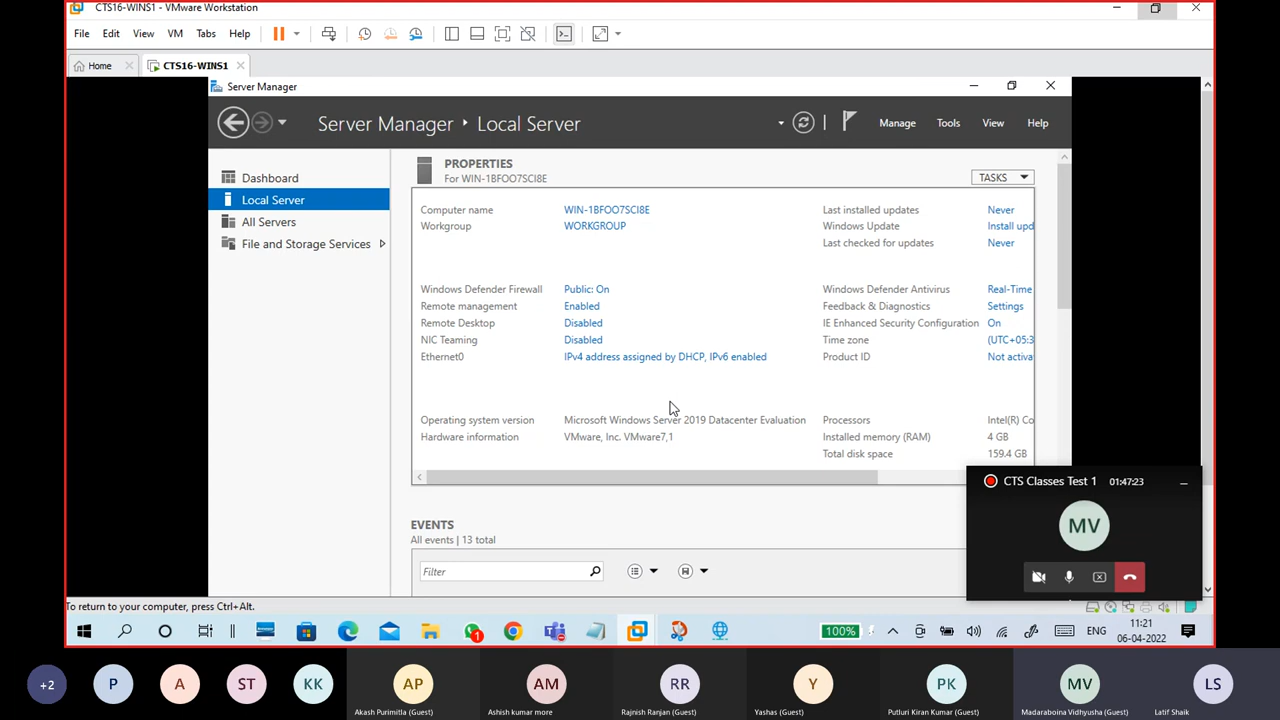 CTS16-WINS1 - VMware Workstation
File Edit View VM Tabs Help
Home CTS16-WINS1
Server Manager
Server Manager Local Server Manage Tools View Help
Dashboard
Local Server
All Servers
File and Storage Services
PROPERTIES
For WIN-1BFOO7SCI8E
TASKS
Computer name WIN-1BFOO7SCI8E Last installed updates Never
Workgroup WORKGROUP Windows Update Install upd
Last checked for updates Never
Windows Defender Firewall Public: On Windows Defender Antivirus Real-Time
Remote management Enabled Feedback & Diagnostics Settings
Remote Desktop Disabled IE Enhanced Security Configuration On
NIC Teaming Disabled Time zone (UTC+05:3
Ethernet0 IPv4 address assigned by DHCP, IPv6 enabled Product ID Not activa
Operating system version Microsoft Windows Server 2019 Datacenter Evaluation Processors Intel(R) Co
Hardware information VMware, Inc. VMware7,1 Installed memory (RAM) 4 GB
Total disk space 159.4 GB
EVENTS
All events | 13 total
Filter
CTS Classes Test 1 01:47:23
MV
To return to your computer, press Ctrl+Alt.
1 100% ENG 11:21
06-04-2022
+2 P A ST KK AP AM RR Y PK MV LS
Akash Purimitla (Guest) Ashish kumar more Rajnish Ranjan (Guest) Yashas (Guest) Putluri Kiran Kumar (Guest) Madaraboina Vidhyusha (Guest) Latif Shaik